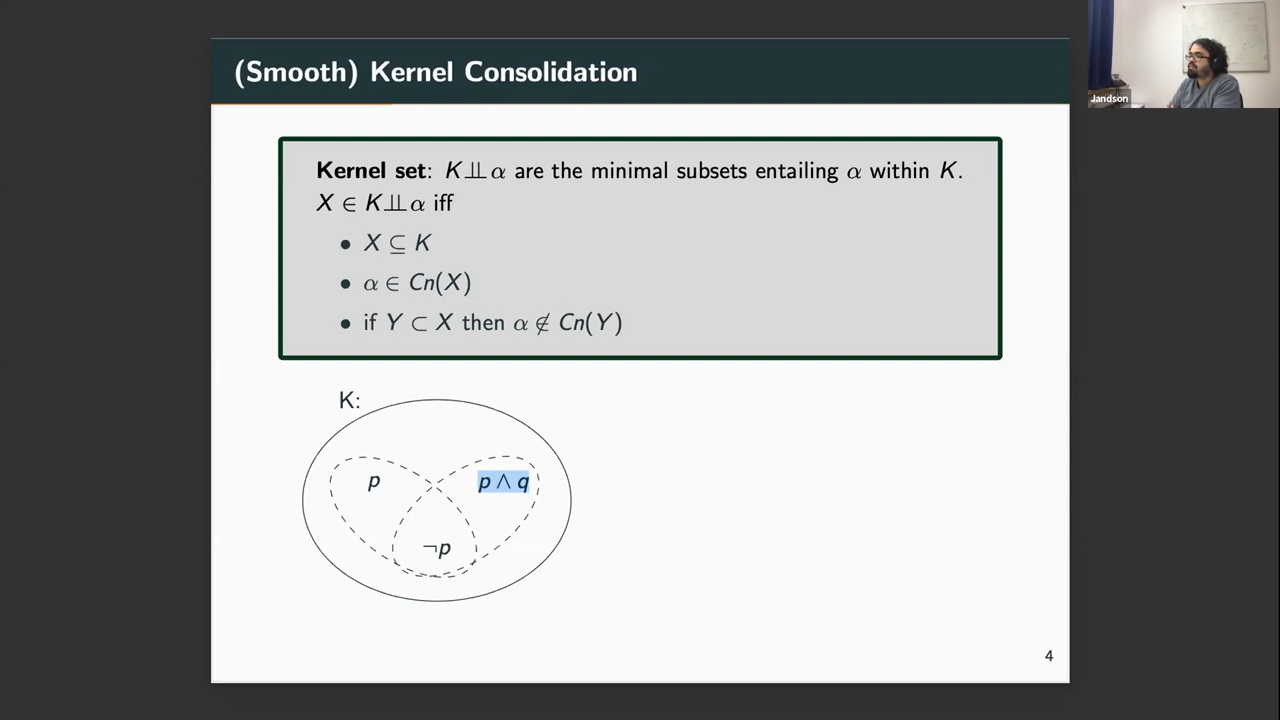 (Smooth) Kernel Consolidation
Jandson
Kernel set: K⫫α are the minimal subsets entailing α within K.
X ∈ K⫫α iff
• X ⊆ K
• α ∈ Cn(X)
• if Y ⊂ X then α ∉ Cn(Y)
K:
p
p ∧ q
¬p
4